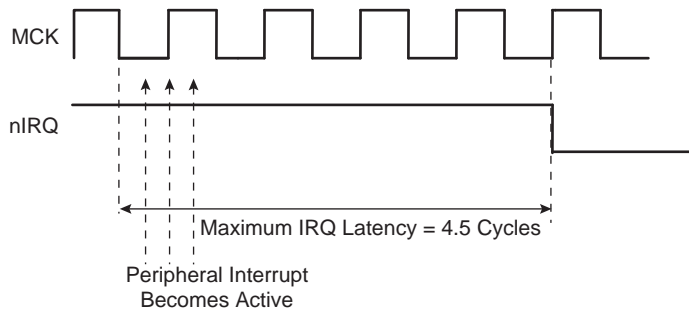 MCK
nIRQ
Maximum IRQ Latency = 4.5 Cycles
Peripheral Interrupt
Becomes Active